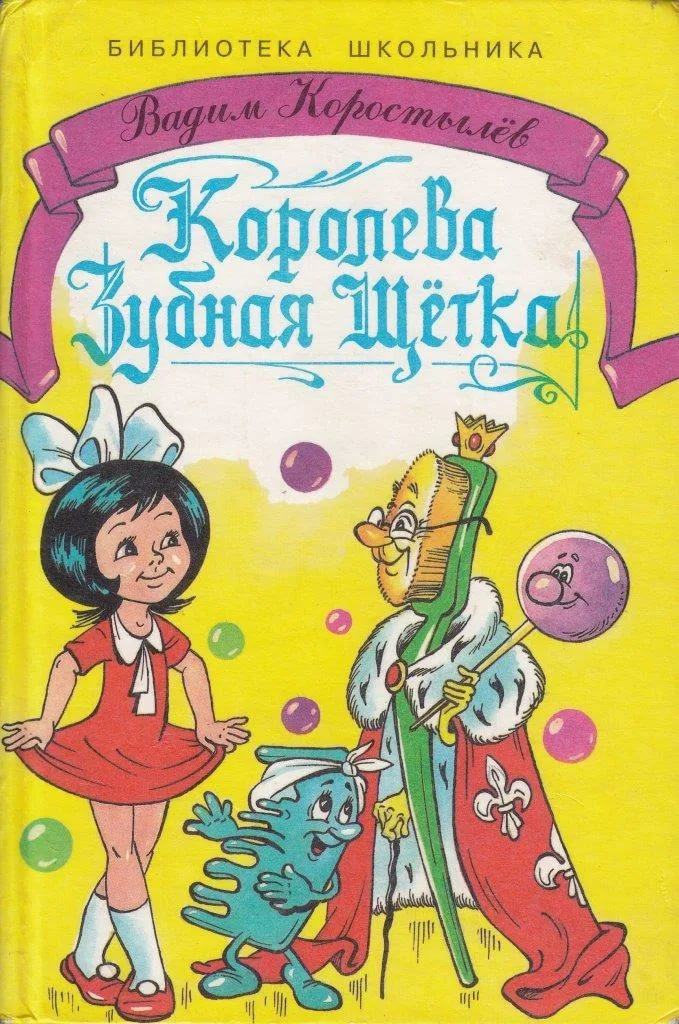 БИБЛИОТЕКА ШКОЛЬНИКА
Вадим Коростылёв
Королева
Зубная Щётка